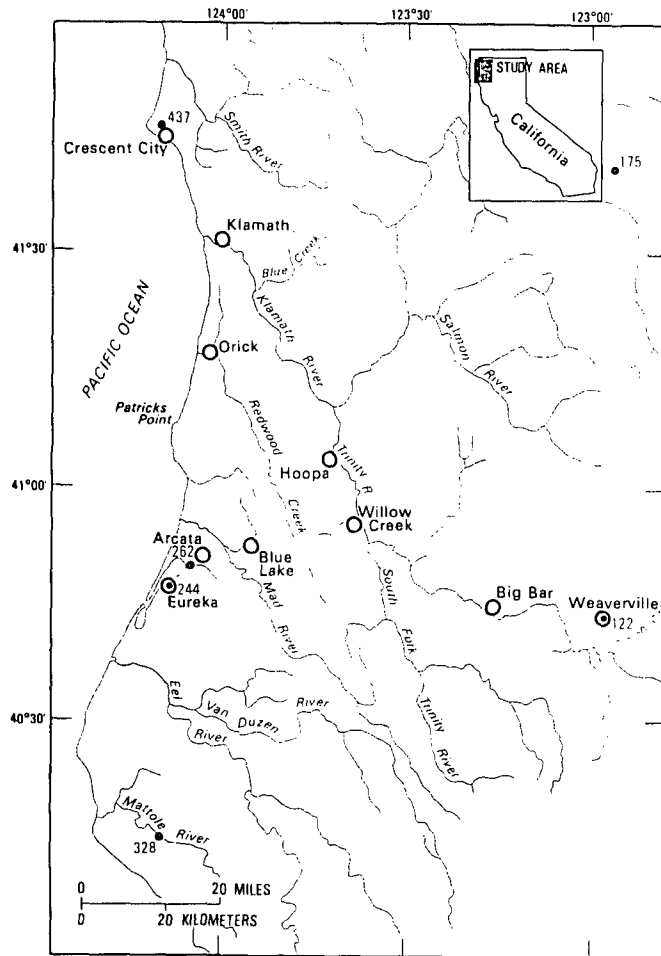 124°00'
123°30'
123°00'
STUDY AREA
California
437
Crescent City
Smith River
175
Klamath
41°30'
Blue Creek
Klamath River
Salmon River
PACIFIC OCEAN
Orick
Patricks Point
Redwood Creek
Hoopa
Trinity R
41°00'
Willow Creek
Arcata
262
Blue Lake
244
Eureka
Mad River
South Fork Trinity River
Big Bar
Weaverville
122
Eel River
Van Duzen River
40°30'
Mattole River
328
0 20 MILES
0 20 KILOMETERS